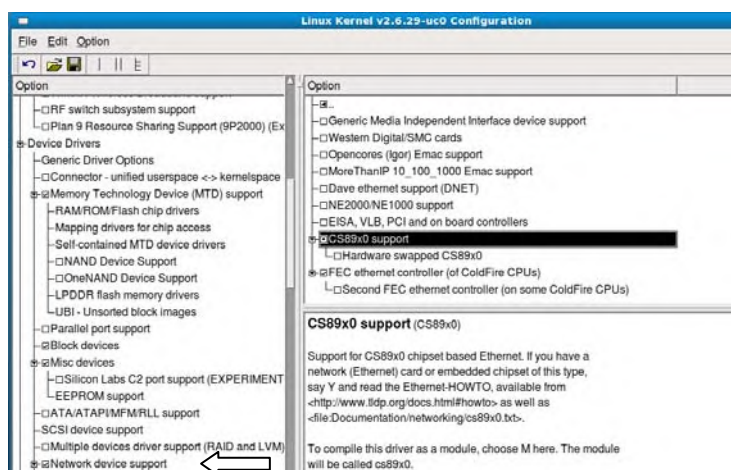 Linux Kernel v2.6.29-uc0 Configuration
File Edit Option
Option
RF switch subsystem support
Plan 9 Resource Sharing Support (9P2000) (Ex
Device Drivers
Generic Driver Options
Connector - unified userspace <-> kernelspace
Memory Technology Device (MTD) support
RAM/ROM/Flash chip drivers
Mapping drivers for chip access
Self-contained MTD device drivers
NAND Device Support
OneNAND Device Support
LPDDR flash memory drivers
UBI - Unsorted block images
Parallel port support
Block devices
Misc devices
Silicon Labs C2 port support (EXPERIMENT
EEPROM support
ATA/ATAPI/MFM/RLL support
SCSI device support
Multiple devices driver support (RAID and LVM)
Network device support
Option
..
Generic Media Independent Interface device support
Western Digital/SMC cards
Opencores (Igor) Emac support
MoreThanIP 10_100_1000 Emac support
Dave ethernet support (DNET)
NE2000/NE1000 support
EISA, VLB, PCI and on board controllers
CS89x0 support
Hardware swapped CS89x0
FEC ethernet controller (of ColdFire CPUs)
Second FEC ethernet controller (on some ColdFire CPUs)
CS89x0 support (CS89x0)
Support for CS89x0 chipset based Ethernet. If you have a
network (Ethernet) card or embedded chipset of this type,
say Y and read the Ethernet-HOWTO, available from
<http://www.tldp.org/docs.html#howto> as well as
<file:Documentation/networking/cs89x0.txt>.
To compile this driver as a module, choose M here. The module
will be called cs89x0.